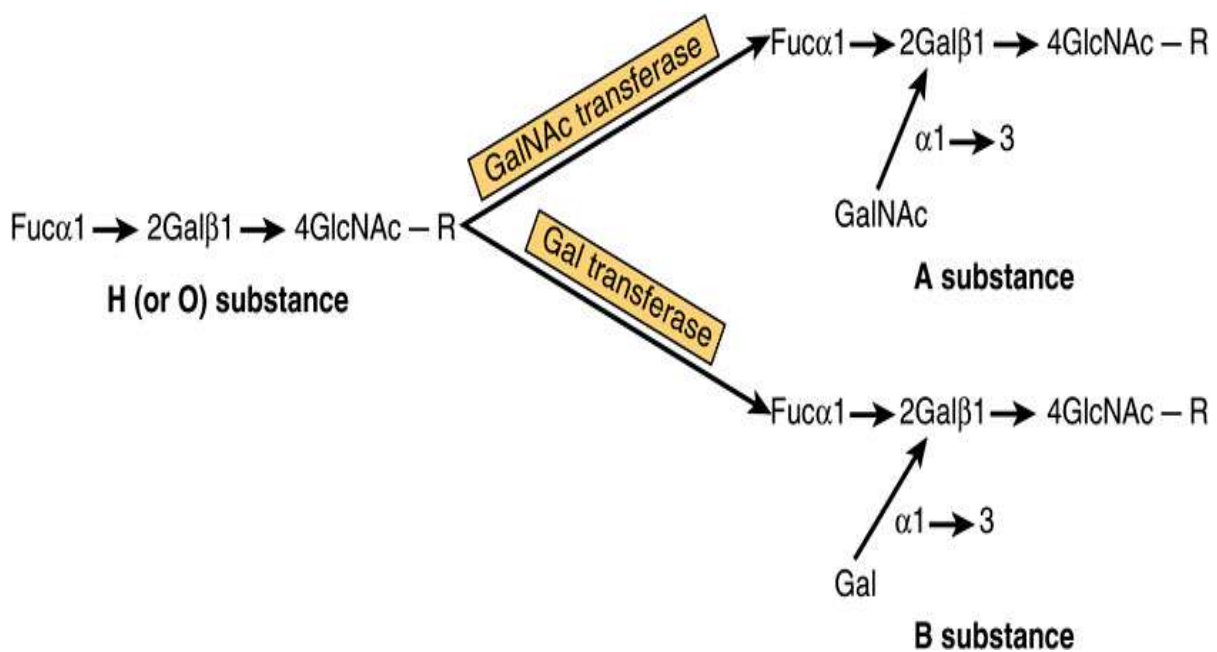 Fucα1 → 2Galβ1 → 4GlcNAc – R
GalNAc transferase
α1 → 3
GalNAc
A substance
Fucα1 → 2Galβ1 → 4GlcNAc – R
H (or O) substance
Gal transferase
Fucα1 → 2Galβ1 → 4GlcNAc – R
α1 → 3
Gal
B substance